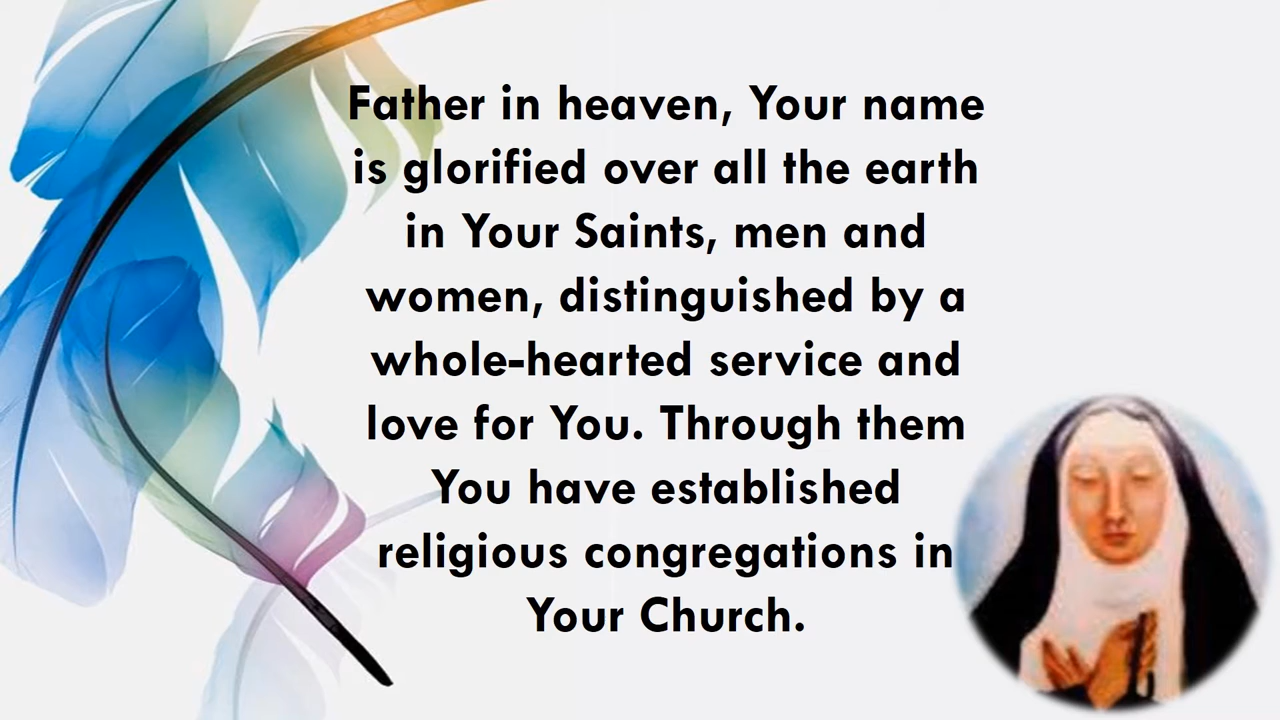 Father in heaven, Your name
is glorified over all the earth
in Your Saints, men and
women, distinguished by a
whole-hearted service and
love for You. Through them
You have established
religious congregations in
Your Church.